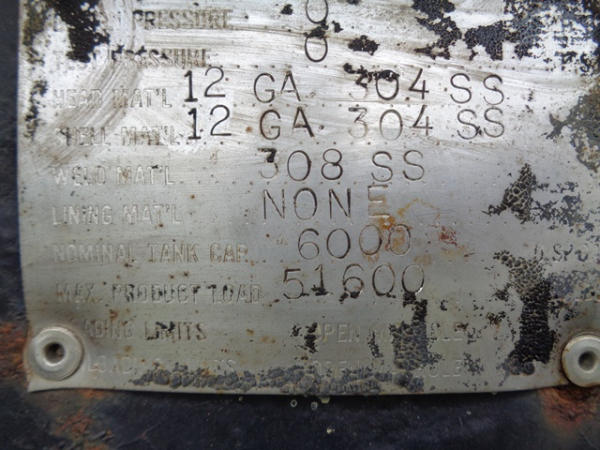 PRESSURE 0
0
HEAD MAT'L 12 GA 304 SS
SHELL MAT'L 12 GA 304 SS
WELD MAT'L 308 SS
LINING MAT'L NONE
NOMINAL TANK CAP. 6000
MAX. PRODUCT LOAD 51600
LIMITS